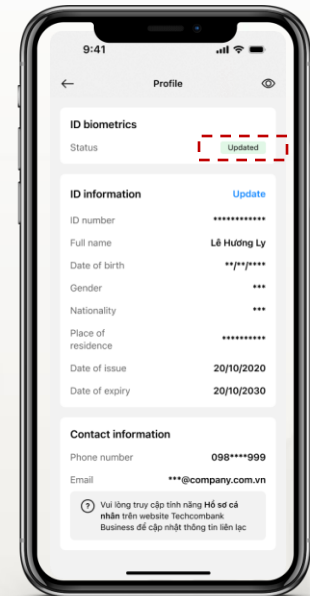 9:41
Profile
ID biometrics
Status Updated
ID information Update
ID number ************
Full name Lê Hương Ly
Date of birth **/**/****
Gender ***
Nationality ***
Place of
residence **********
Date of issue 20/10/2020
Date of expiry 20/10/2030
Contact information
Phone number 098****999
Email ***@company.com.vn
Vui lòng truy cập tính năng Hồ sơ cá
nhân trên website Techcombank
Business để cập nhật thông tin liên lạc